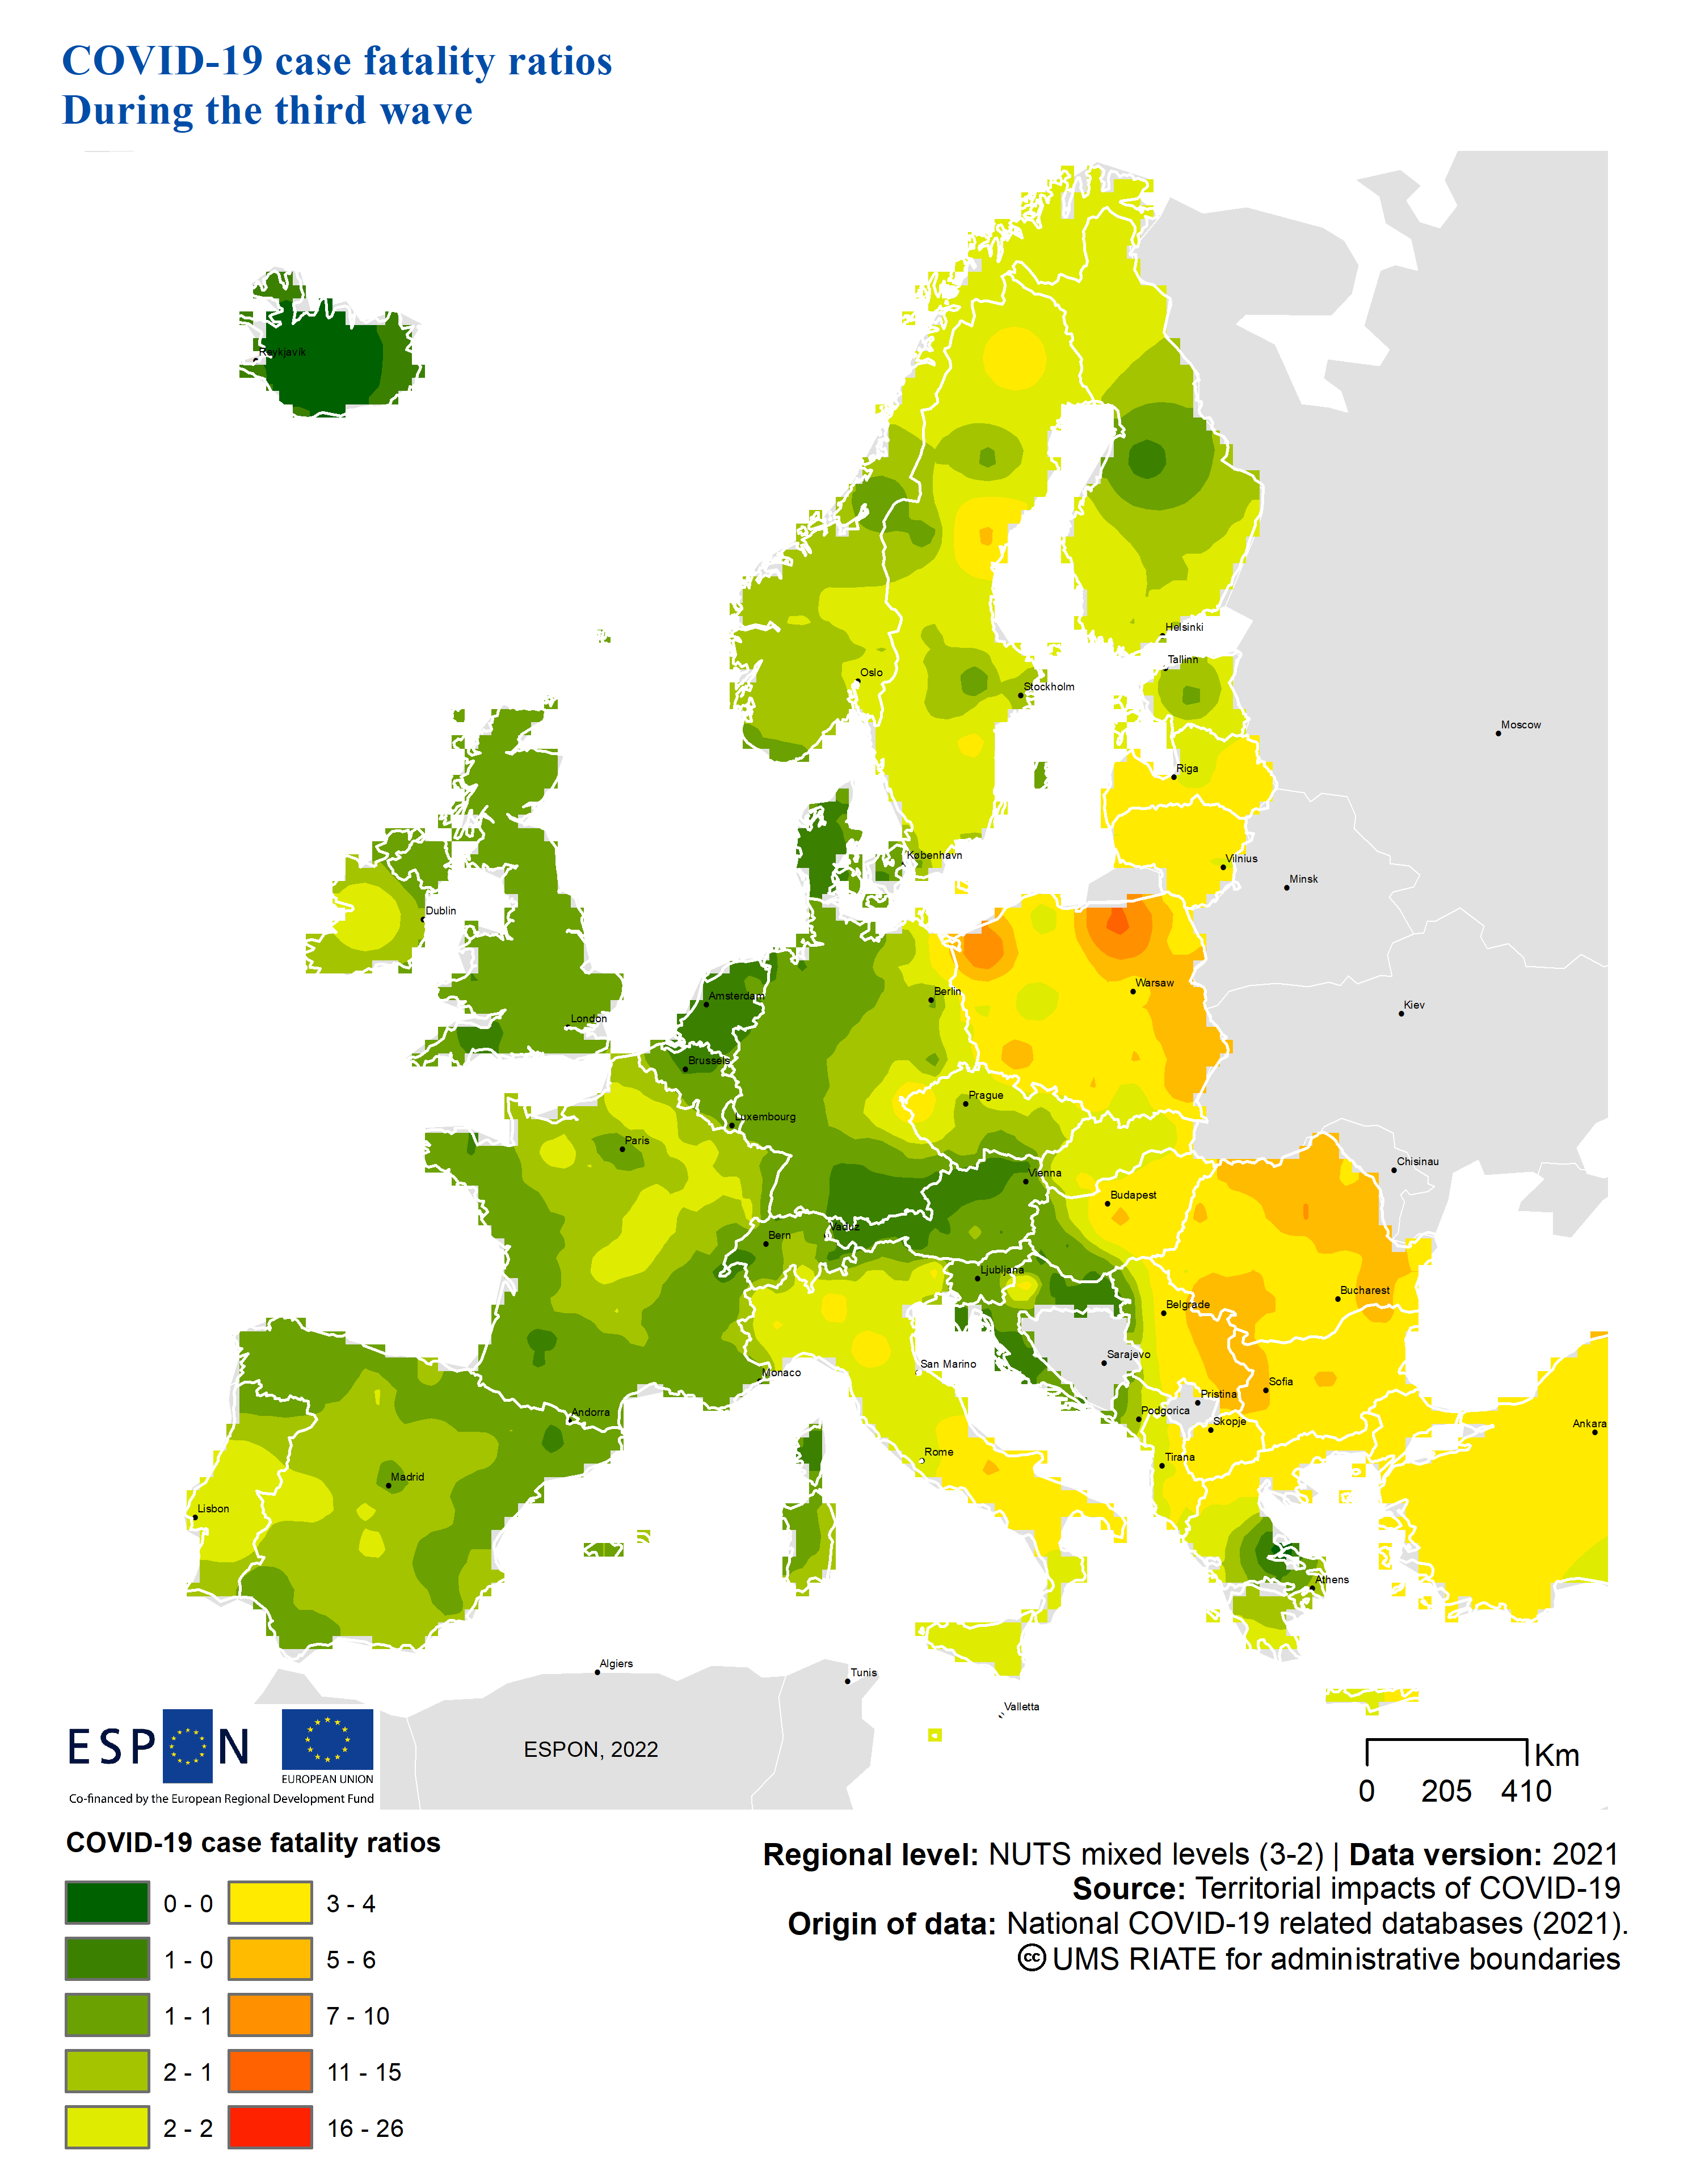 COVID-19 case fatality ratios
During the third wave
Reykjavík
Oslo
Helsinki
Tallinn
Stockholm
Moscow
Riga
København
Vilnius
Minsk
Dublin
Warsaw
Berlin
Amsterdam
Kiev
London
Brussels
Prague
Luxembourg
Paris
Chisinau
Vienna
Budapest
Vaduz
Bern
Ljubljana
Bucharest
Belgrade
Sarajevo
San Marino
Monaco
Sofia
Pristina
Andorra
Podgorica
Skopje
Ankara
Rome
Tirana
Madrid
Lisbon
Athens
Algiers
Tunis
Valletta
ESPON
EUROPEAN UNION
Co-financed by the European Regional Development Fund
ESPON, 2022
Km
0 205 410
COVID-19 case fatality ratios
0 - 0 3 - 4
1 - 0 5 - 6
1 - 1 7 - 10
2 - 1 11 - 15
2 - 2 16 - 26
Regional level: NUTS mixed levels (3-2) | Data version: 2021
Source: Territorial impacts of COVID-19
Origin of data: National COVID-19 related databases (2021).
cc UMS RIATE for administrative boundaries